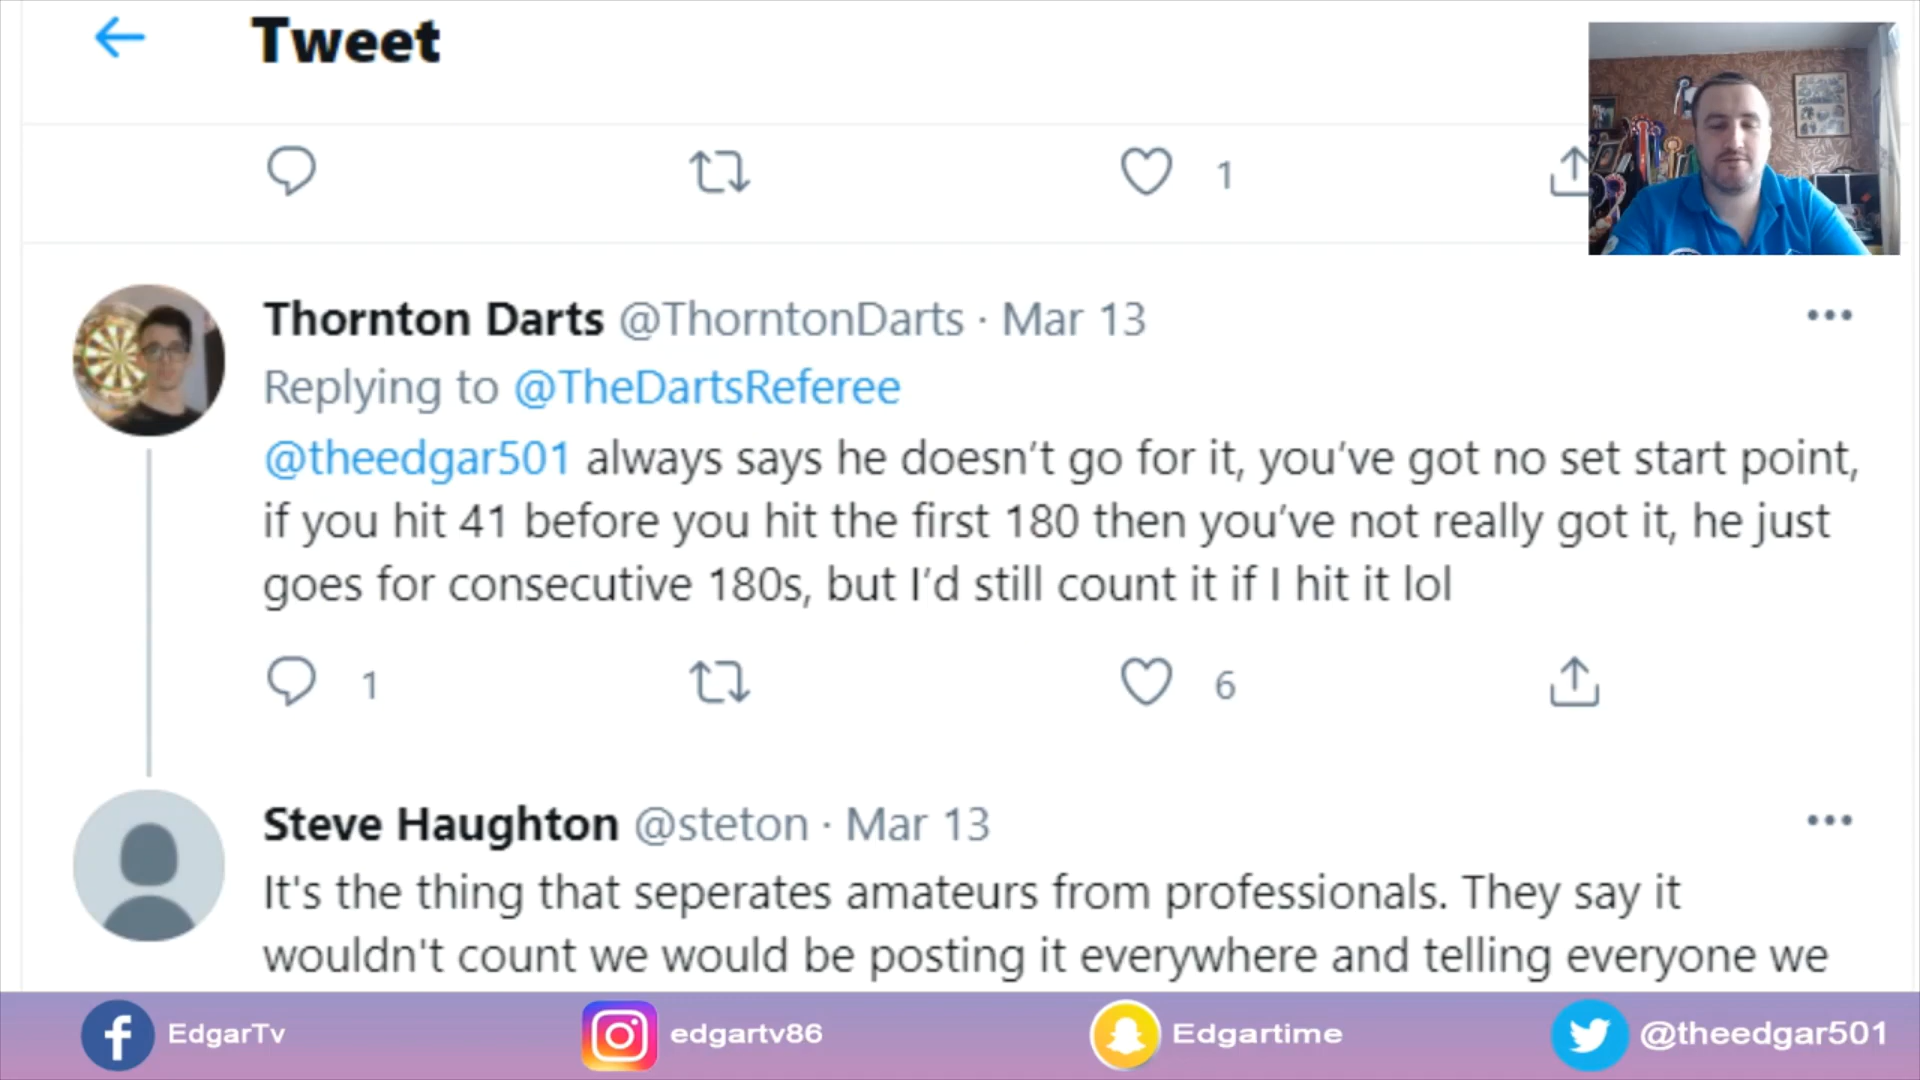 Tweet
1
Thornton Darts @ThorntonDarts · Mar 13
Replying to @TheDartsReferee
@theedgar501 always says he doesn’t go for it, you’ve got no set start point,
if you hit 41 before you hit the first 180 then you’ve not really got it, he just
goes for consecutive 180s, but I’d still count it if I hit it lol
1 6
Steve Haughton @steton · Mar 13
It's the thing that seperates amateurs from professionals. They say it
wouldn't count we would be posting it everywhere and telling everyone we
EdgarTv edgartv86 Edgartime @theedgar501